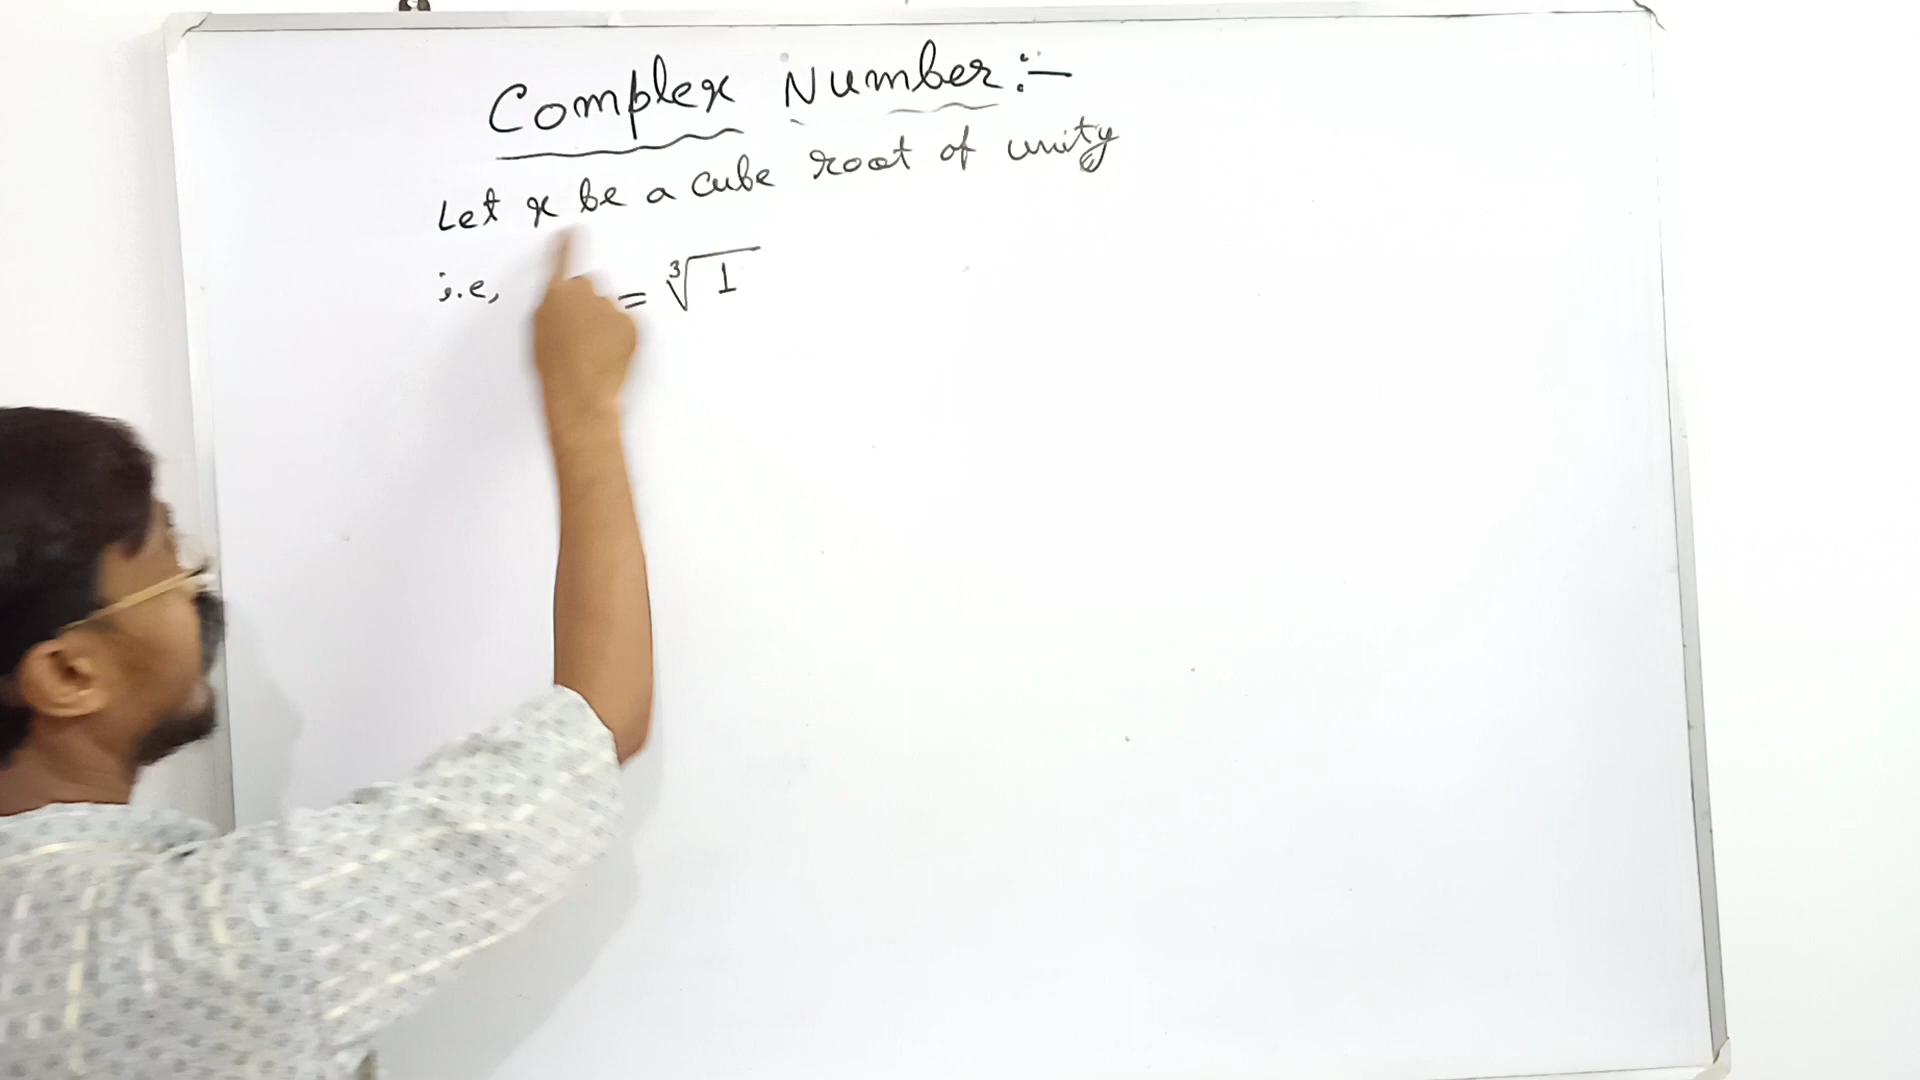 Complex Number :-
Let x be a cube root of unity
i.e, = ∛1